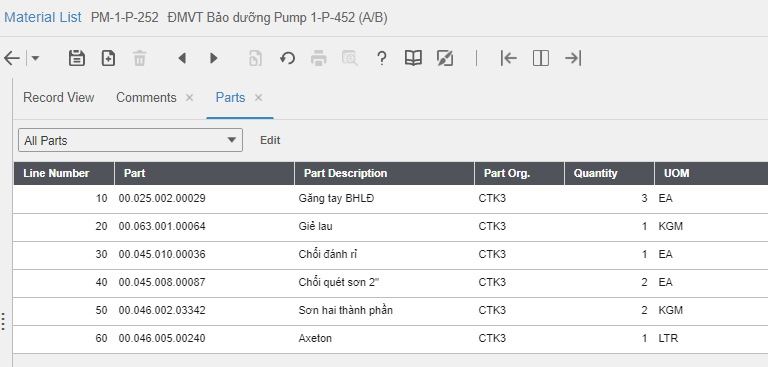 Material List PM-1-P-252 ĐMVT Bảo dưỡng Pump 1-P-452 (A/B)
Record View Comments × Parts ×
All Parts Edit
Line Number Part Part Description Part Org. Quantity UOM
10 00.025.002.00029 Găng tay BHLĐ CTK3 3 EA
20 00.063.001.00064 Giẻ lau CTK3 1 KGM
30 00.045.010.00036 Chổi đánh rỉ CTK3 1 EA
40 00.045.008.00087 Chổi quét sơn 2" CTK3 2 EA
50 00.046.002.03342 Sơn hai thành phần CTK3 2 KGM
60 00.046.005.00240 Axeton CTK3 1 LTR